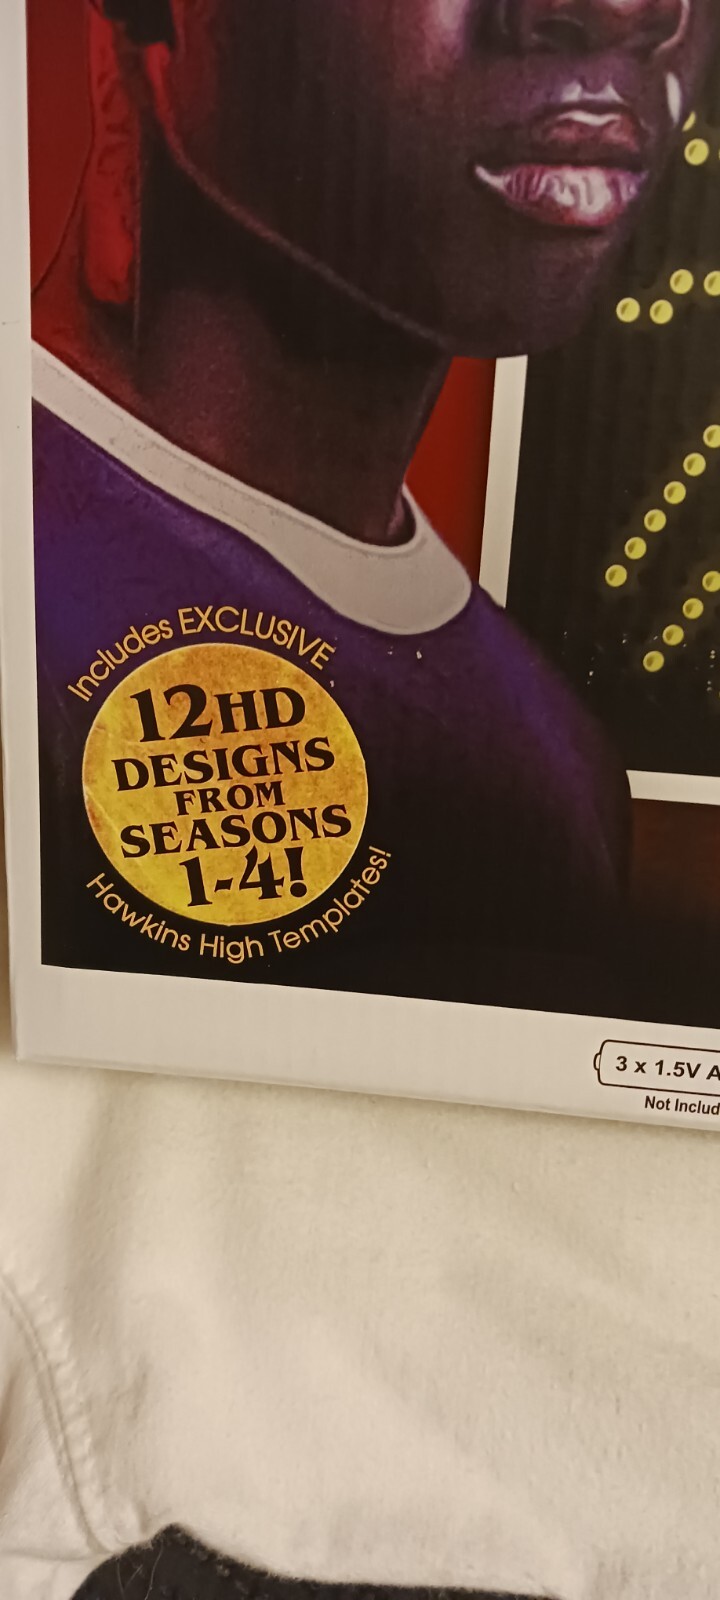 Includes EXCLUSIVE
12HD
DESIGNS
FROM
SEASONS
1-4!
Hawkins High Templates!
3 x 1.5V
Not